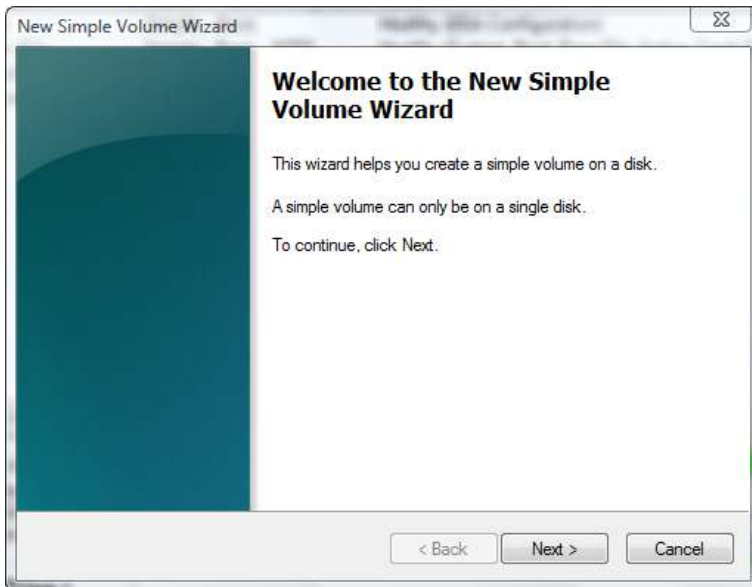 New Simple Volume Wizard
Welcome to the New Simple
Volume Wizard
This wizard helps you create a simple volume on a disk.
A simple volume can only be on a single disk.
To continue, click Next.
< Back Next > Cancel